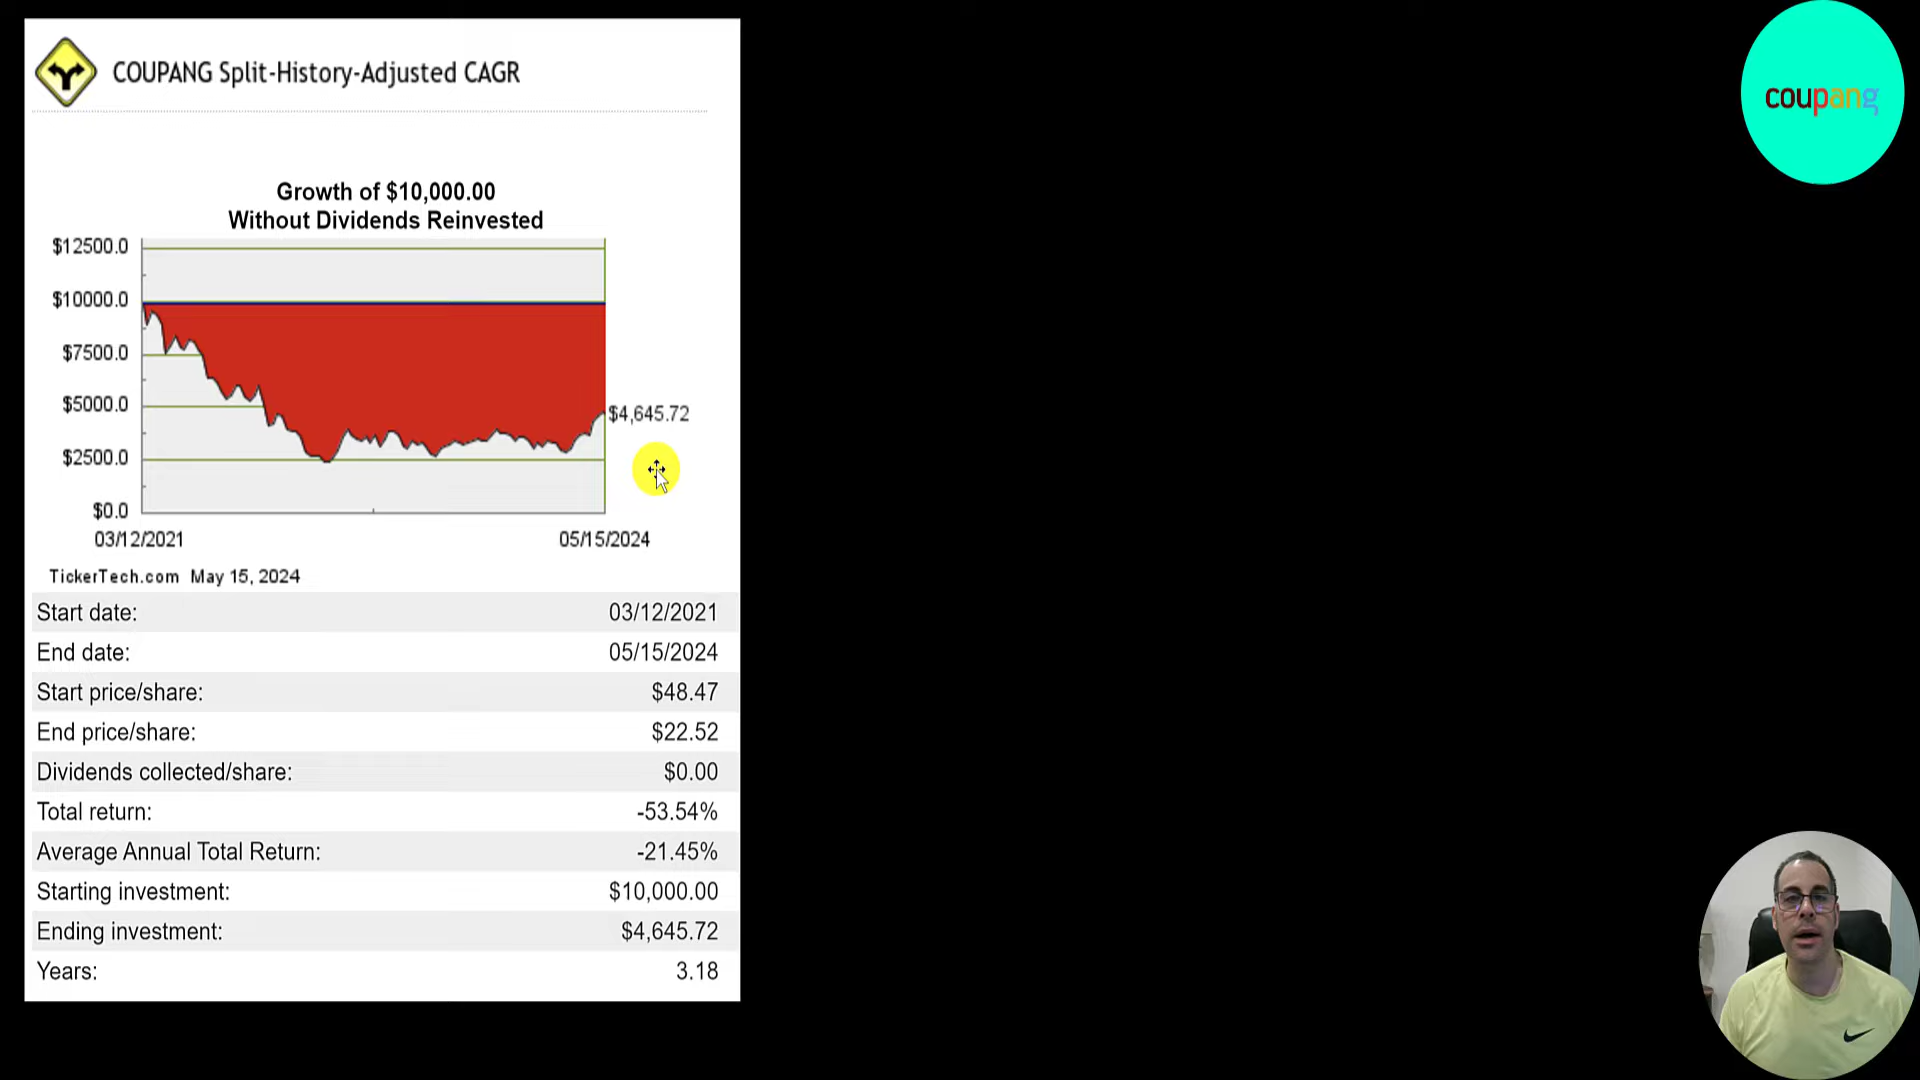 COUPANG Split-History-Adjusted CAGR
coupang
Growth of $10,000.00
Without Dividends Reinvested
$12500.0
$10000.0
$7500.0
$5000.0
$4,645.72
$2500.0
$0.0
03/12/2021 05/15/2024
TickerTech.com May 15, 2024
Start date: 03/12/2021
End date: 05/15/2024
Start price/share: $48.47
End price/share: $22.52
Dividends collected/share: $0.00
Total return: -53.54%
Average Annual Total Return: -21.45%
Starting investment: $10,000.00
Ending investment: $4,645.72
Years: 3.18